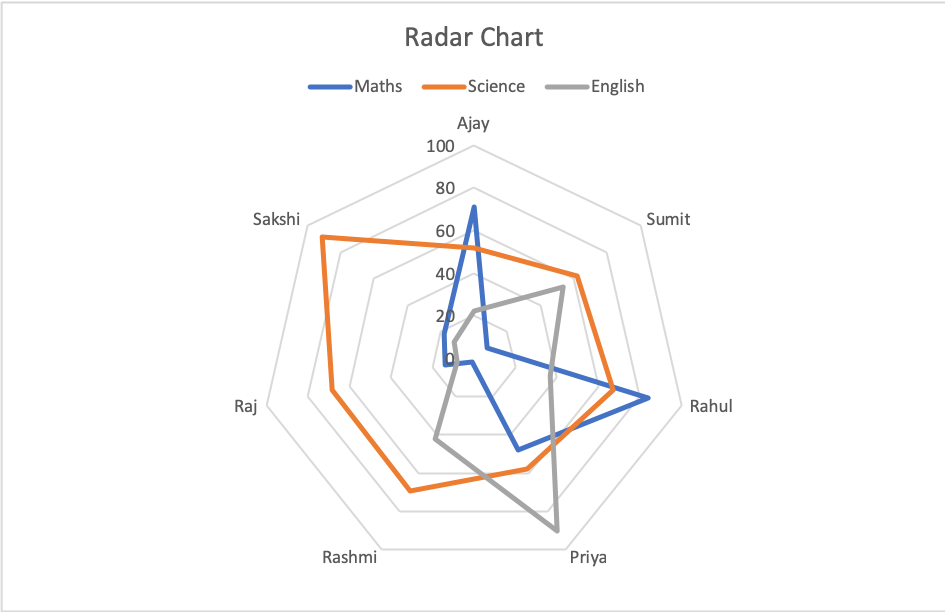 Radar Chart
Maths Science English
Ajay
100
80
60
40
20
0
Sakshi
Sumit
Raj
Rahul
Rashmi
Priya